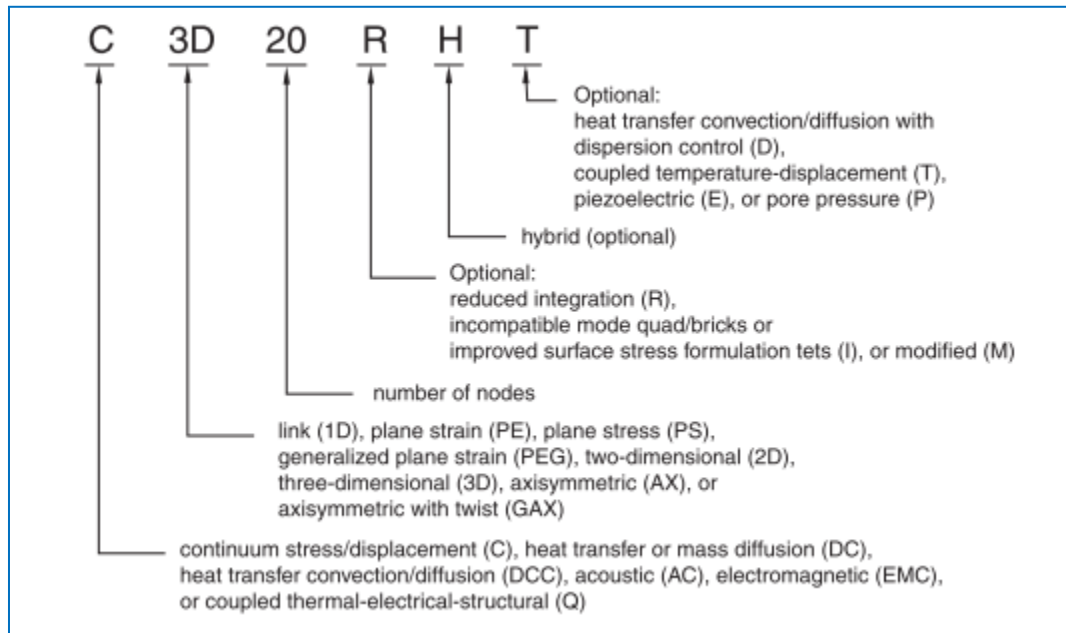 C 3D 20 R H T
Optional:
heat transfer convection/diffusion with
dispersion control (D),
coupled temperature-displacement (T),
piezoelectric (E), or pore pressure (P)
hybrid (optional)
Optional:
reduced integration (R),
incompatible mode quad/bricks or
improved surface stress formulation tets (I), or modified (M)
number of nodes
link (1D), plane strain (PE), plane stress (PS),
generalized plane strain (PEG), two-dimensional (2D),
three-dimensional (3D), axisymmetric (AX), or
axisymmetric with twist (GAX)
continuum stress/displacement (C), heat transfer or mass diffusion (DC),
heat transfer convection/diffusion (DCC), acoustic (AC), electromagnetic (EMC),
or coupled thermal-electrical-structural (Q)